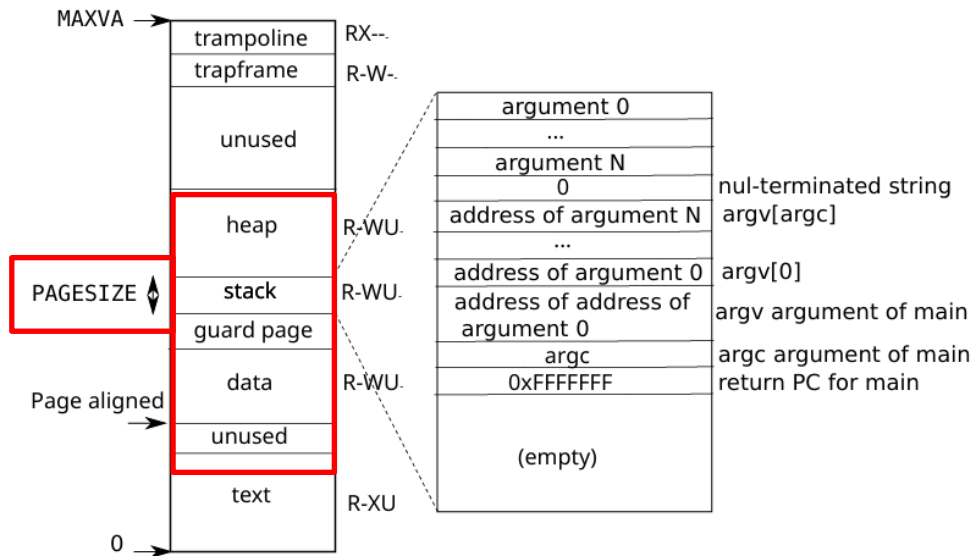 MAXVA
trampoline
RX--
trapframe
R-W-
unused
heap
R-WU
PAGESIZE
stack
R-WU
guard page
data
R-WU
Page aligned
unused
text
R-XU
0
argument 0
...
argument N
0
nul-terminated string
address of argument N
argv[argc]
...
address of argument 0
argv[0]
address of address of
argument 0
argv argument of main
argc
argc argument of main
0xFFFFFFF
return PC for main
(empty)